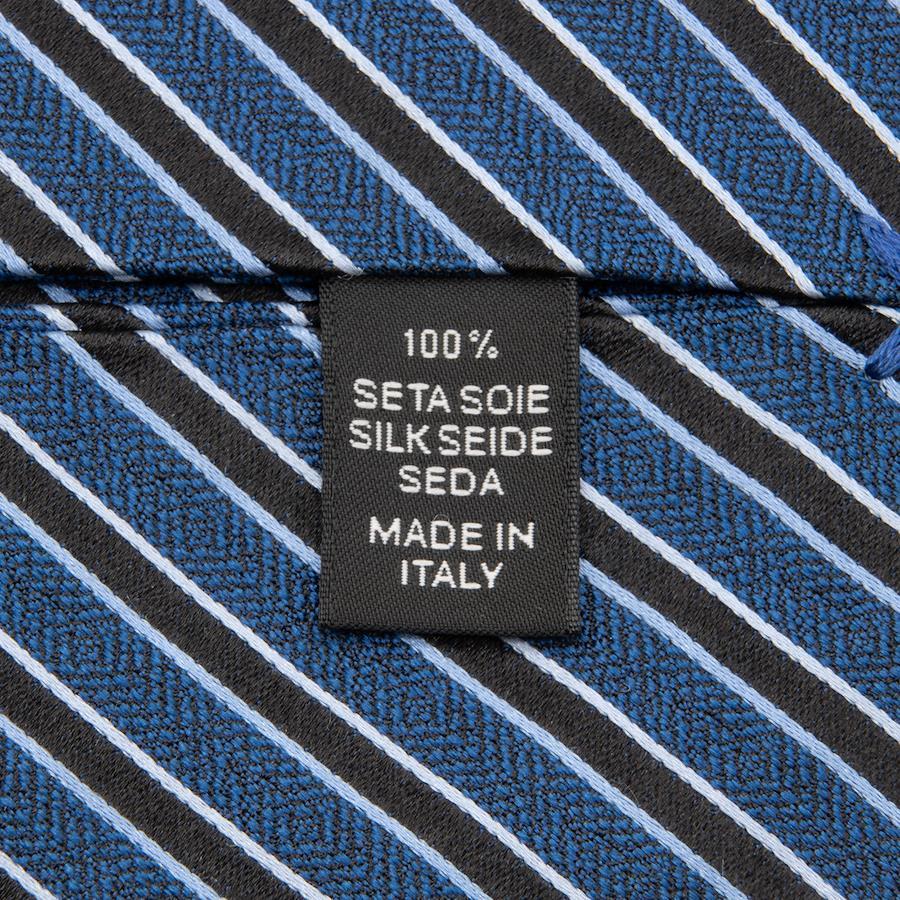 100%
SETA SOIE
SILK SEIDE
SEDA
MADE IN
ITALY